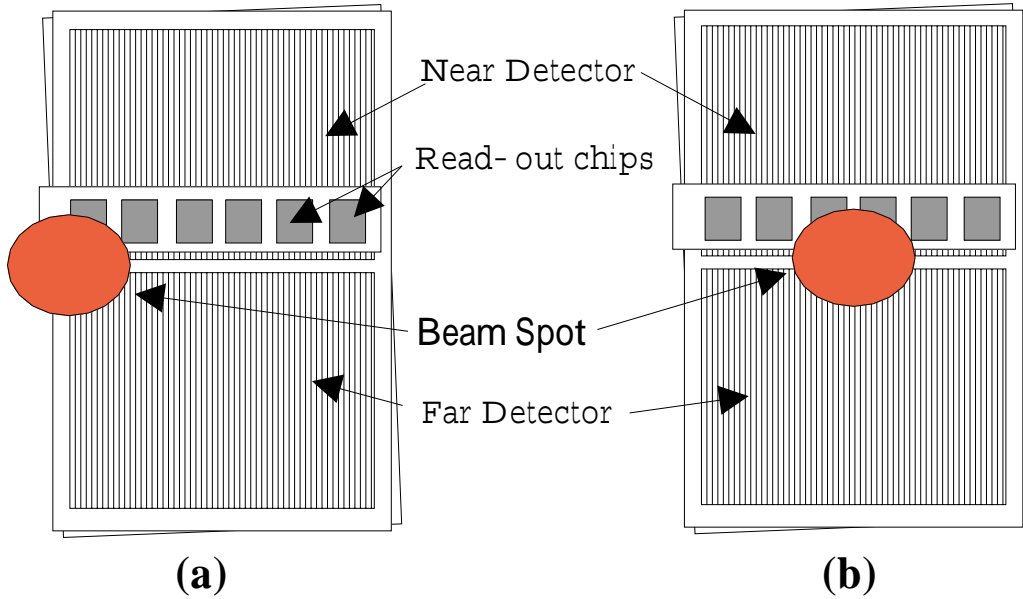 Near Detector
Read-out chips
Beam Spot
Far Detector
(a)
(b)